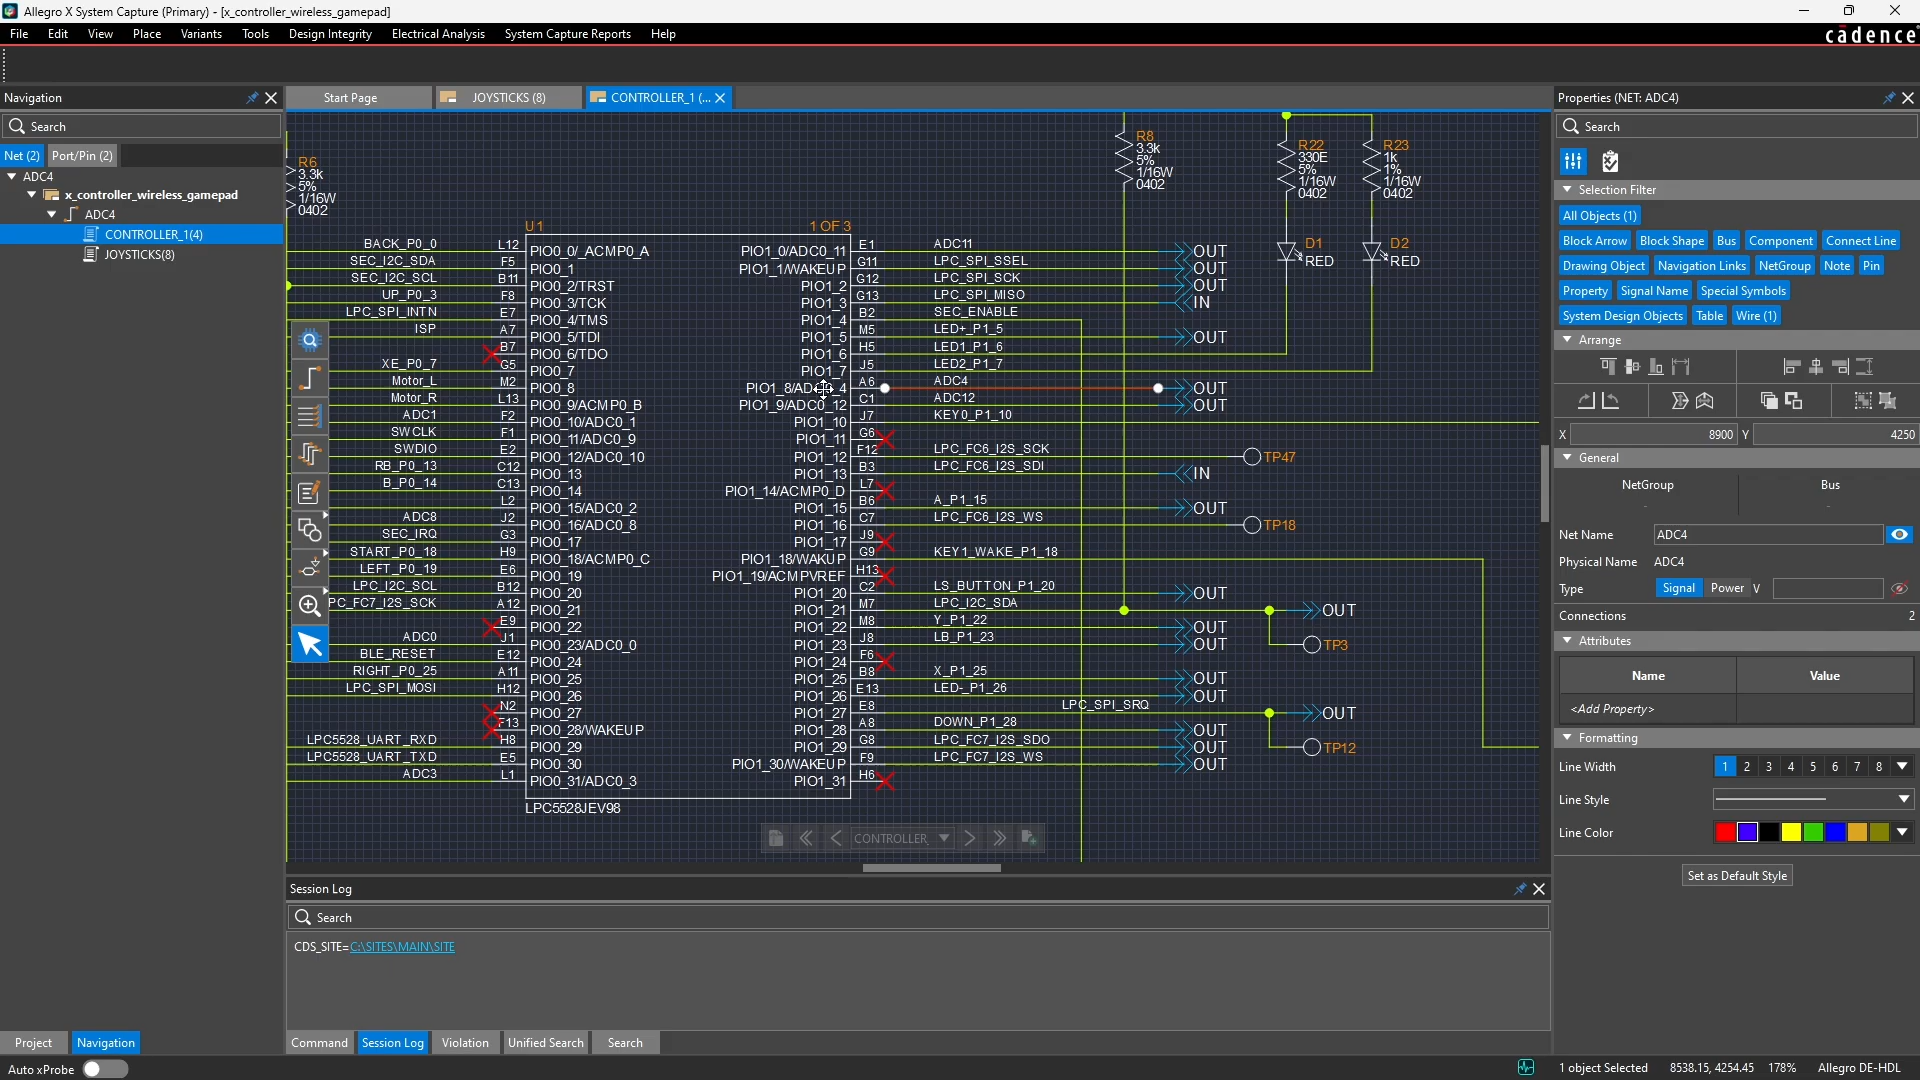 Allegro X System Capture (Primary) - [x_controller_wireless_gamepad]
File Edit View Place Variants Tools Design Integrity Electrical Analysis System Capture Reports Help
cādence
Navigation
Search
Net (2) Port/Pin (2)
ADC4
x_controller_wireless_gamepad
ADC4
CONTROLLER_1(4)
JOYSTICKS(8)
Start Page
JOYSTICKS (8)
CONTROLLER_1 (...
R6
3.3k
5%
1/16W
0402
R8
3.3k
5%
1/16W
0402
R22
330E
5%
1/16W
0402
R23
1k
1%
1/16W
0402
D1
RED
D2
RED
U1 1 OF 3
BACK_P0_0 L12 PIO0_0/_ACMP0_A PIO1_0/ADC0_11 E1 ADC11 OUT
SEC_I2C_SDA F5 PIO0_1 PIO1_1/WAKEUP G11 LPC_SPI_SSEL OUT
SEC_I2C_SCL B11 PIO0_2/TRST PIO1_2 G12 LPC_SPI_SCK OUT
UP_P0_3 F8 PIO0_3/TCK PIO1_3 G13 LPC_SPI_MISO IN
LPC_SPI_INTN E7 PIO0_4/TMS PIO1_4 B2 SEC_ENABLE
ISP A7 PIO0_5/TDI PIO1_5 M5 LED+_P1_5 OUT
B7 PIO0_6/TDO PIO1_6 H5 LED1_P1_6
XE_P0_7 G5 PIO0_7 PIO1_7 J5 LED2_P1_7
Motor_L M2 PIO0_8 PIO1_8/ADC0_4 A6 ADC4 OUT
Motor_R L13 PIO0_9/ACMP0_B PIO1_9/ADC0_12 C1 ADC12 OUT
ADC1 F2 PIO0_10/ADC0_1 PIO1_10 J7 KEY0_P1_10
SWCLK F1 PIO0_11/ADC0_9 PIO1_11 G6
SWDIO E2 PIO0_12/ADC0_10 PIO1_12 F12 LPC_FC6_I2S_SCK TP47
RB_P0_13 C12 PIO0_13 PIO1_13 B3 LPC_FC6_I2S_SDI IN
B_P0_14 C13 PIO0_14 PIO1_14/ACMP0_D L7
L2 PIO0_15/ADC0_2 PIO1_15 B6 A_P1_15 OUT
ADC8 J2 PIO0_16/ADC0_8 PIO1_16 C7 LPC_FC6_I2S_WS TP18
SEC_IRQ G3 PIO0_17 PIO1_17 J9
START_P0_18 H9 PIO0_18/ACMP0_C PIO1_18/WAKUP G9 KEY1_WAKE_P1_18
LEFT_P0_19 E6 PIO0_19 PIO1_19/ACMPVREF H13
LPC_I2C_SCL B12 PIO0_20 PIO1_20 C2 LS_BUTTON_P1_20 OUT
PC_FC7_I2S_SCK A12 PIO0_21 PIO1_21 M7 LPC_I2C_SDA OUT
E9 PIO0_22 PIO1_22 M8 Y_P1_22 OUT
ADC0 J1 PIO0_23/ADC0_0 PIO1_23 J8 LB_P1_23 OUT TP3
BLE_RESET E12 PIO0_24 PIO1_24 F6
RIGHT_P0_25 A11 PIO0_25 PIO1_25 B8 X_P1_25 OUT
LPC_SPI_MOSI H12 PIO0_26 PIO1_26 E13 LED-_P1_26 OUT
N2 PIO0_27 PIO1_27 E8 LPC_SPI_SRQ OUT
F13 PIO0_28/WAKEUP PIO1_28 A8 DOWN_P1_28 OUT
LPC5528_UART_RXD H8 PIO0_29 PIO1_29 G8 LPC_FC7_I2S_SDO OUT TP12
LPC5528_UART_TXD E5 PIO0_30 PIO1_30/WAKEUP F9 LPC_FC7_I2S_WS OUT
ADC3 L1 PIO0_31/ADC0_3 PIO1_31 H6
LPC5528JEV98
CONTROLLER_
Session Log
Search
CDS_SITE=C:\SITES\MAIN\SITE
Command Session Log Violation Unified Search Search
Project Navigation
Auto xProbe
Properties (NET: ADC4)
Search
Selection Filter
All Objects (1)
Block Arrow Block Shape Bus Component Connect Line
Drawing Object Navigation Links NetGroup Note Pin
Property Signal Name Special Symbols
System Design Objects Table Wire (1)
Arrange
X 8900 Y 4250
General
NetGroup Bus
- -
Net Name ADC4
Physical Name ADC4
Type Signal Power V
Connections 2
Attributes
Name Value
<Add Property>
Formatting
Line Width 1 2 3 4 5 6 7 8
Line Style
Line Color
Set as Default Style
1 object Selected 8538.15, 4254.45 178% Allegro DE-HDL